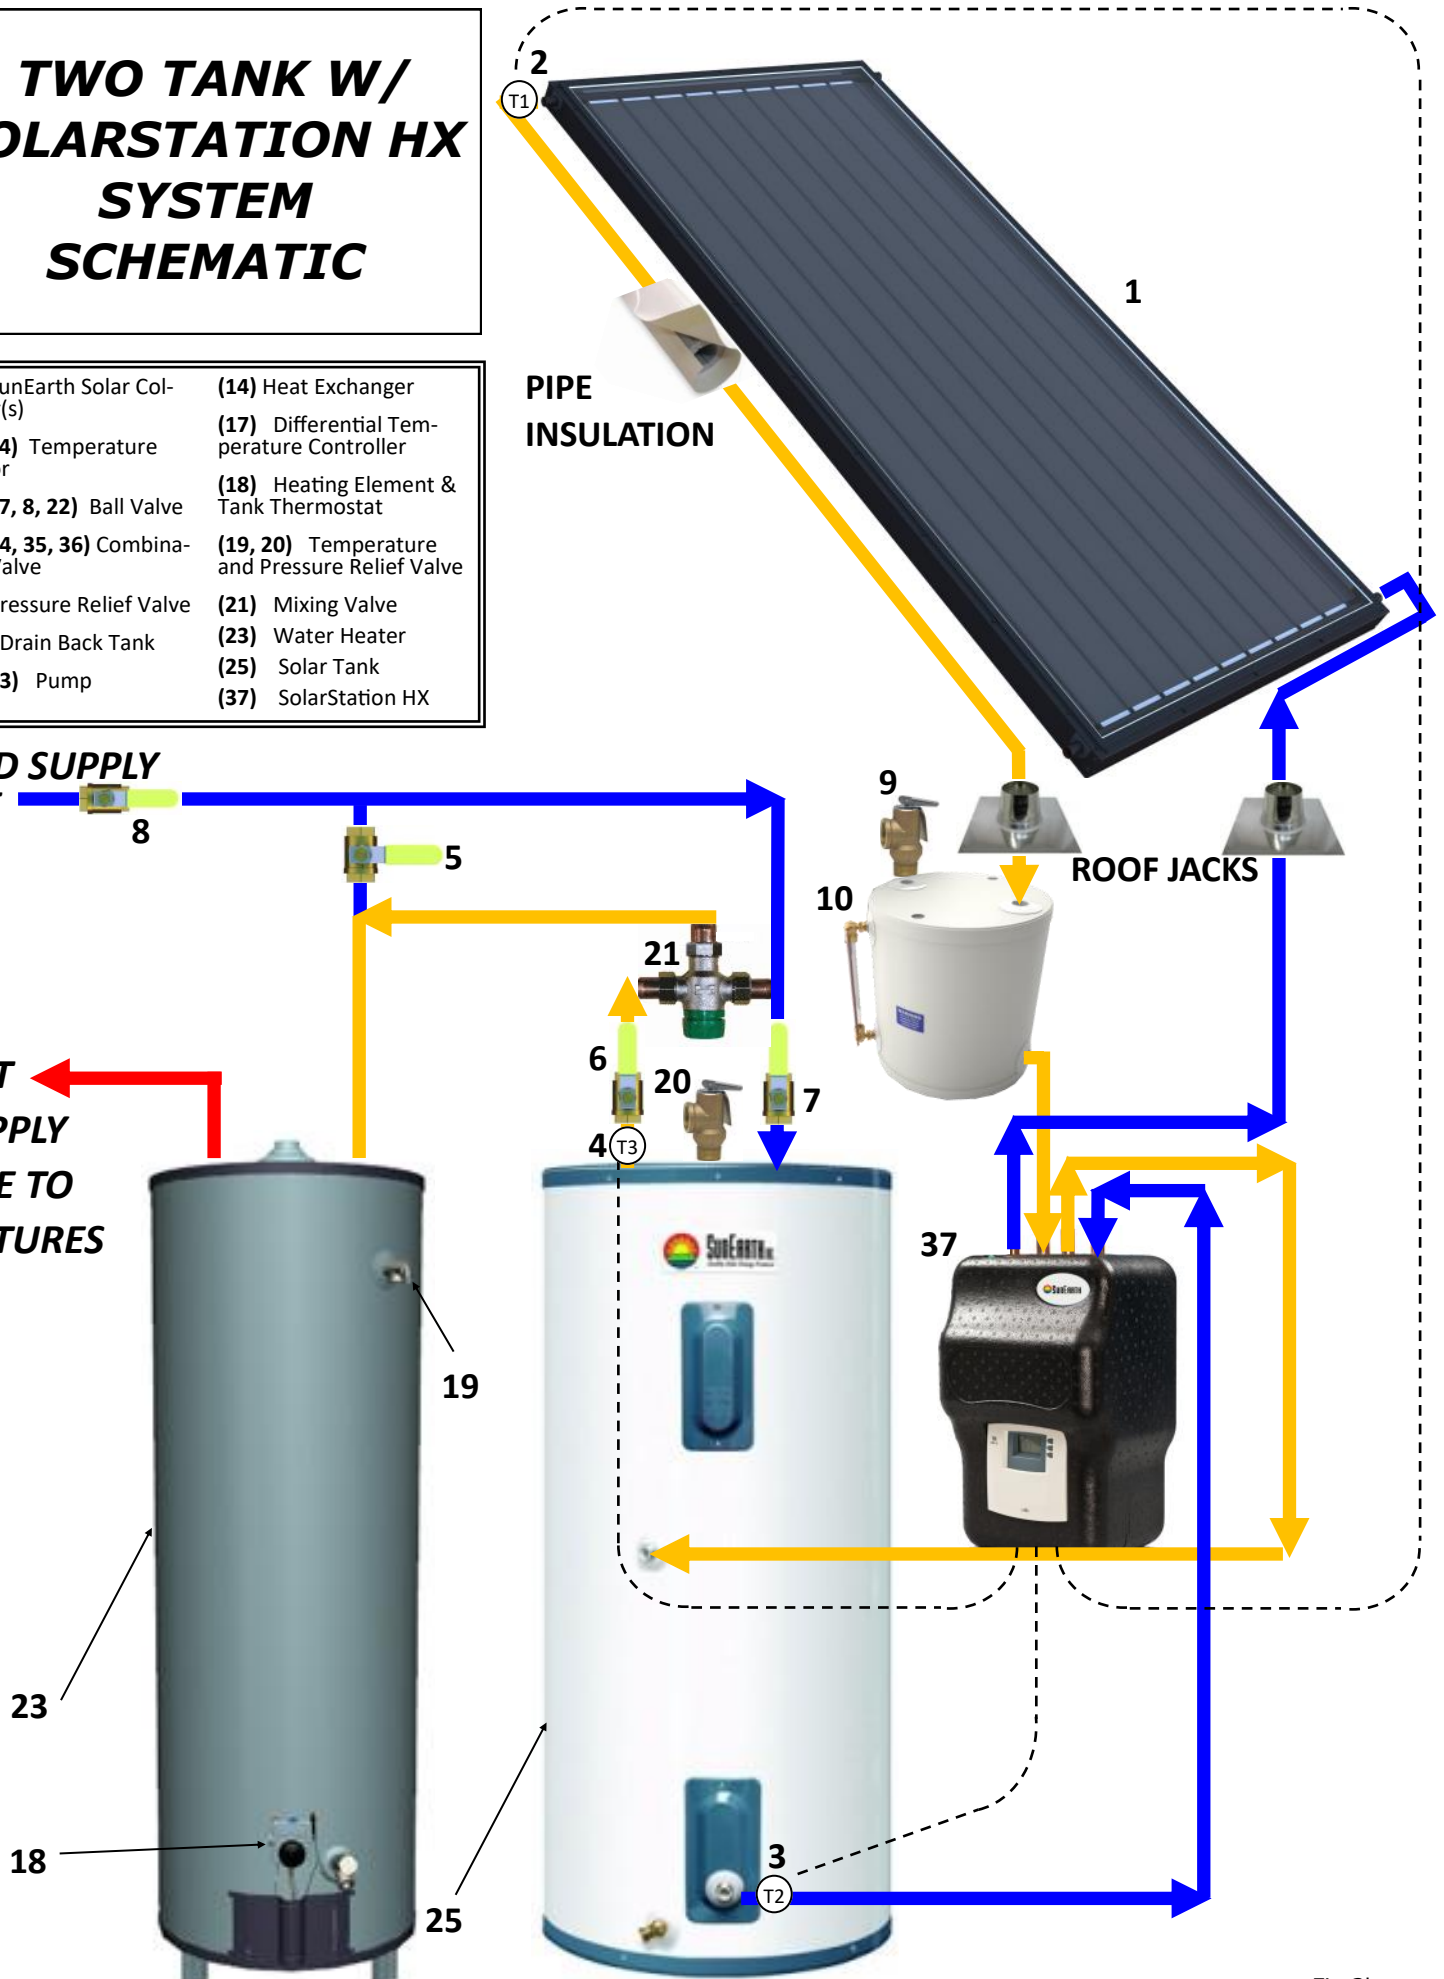 TWO TANK W/
OLARSTATION HX
SYSTEM
SCHEMATIC
unEarth Solar Col-
(s)
4) Temperature
or
7, 8, 22) Ball Valve
4, 35, 36) Combina-
alve
ressure Relief Valve
Drain Back Tank
3) Pump
(14) Heat Exchanger
(17) Differential Tem-
perature Controller
(18) Heating Element &
Tank Thermostat
(19, 20) Temperature
and Pressure Relief Valve
(21) Mixing Valve
(23) Water Heater
(25) Solar Tank
(37) SolarStation HX
2
T1
1
PIPE
INSULATION
D SUPPLY
8
5
9
10
ROOF JACKS
21
6
20
7
4
T3
T
PPLY
E TO
TURES
37
SUNEARTH INC
SUNEARTH
19
23
18
25
3
T2